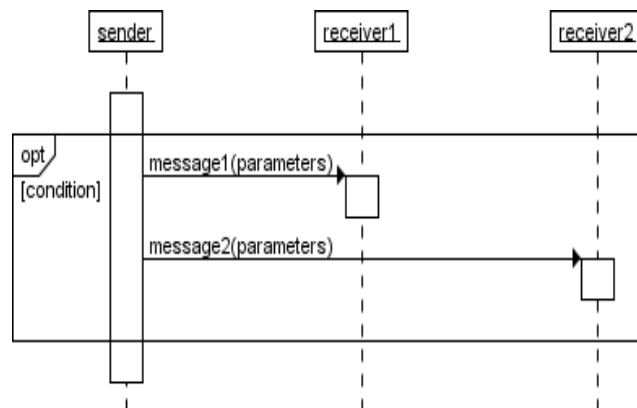 sender
receiver1
receiver2
opt
message1(parameters)
[condition]
message2(parameters)